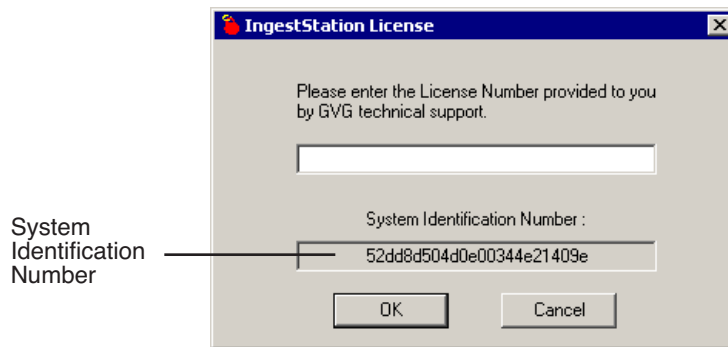 IngestStation License
Please enter the License Number provided to you
by GVG technical support.
System Identification Number :
52dd8d504d0e00344e21409e
OK
Cancel
System
Identification
Number